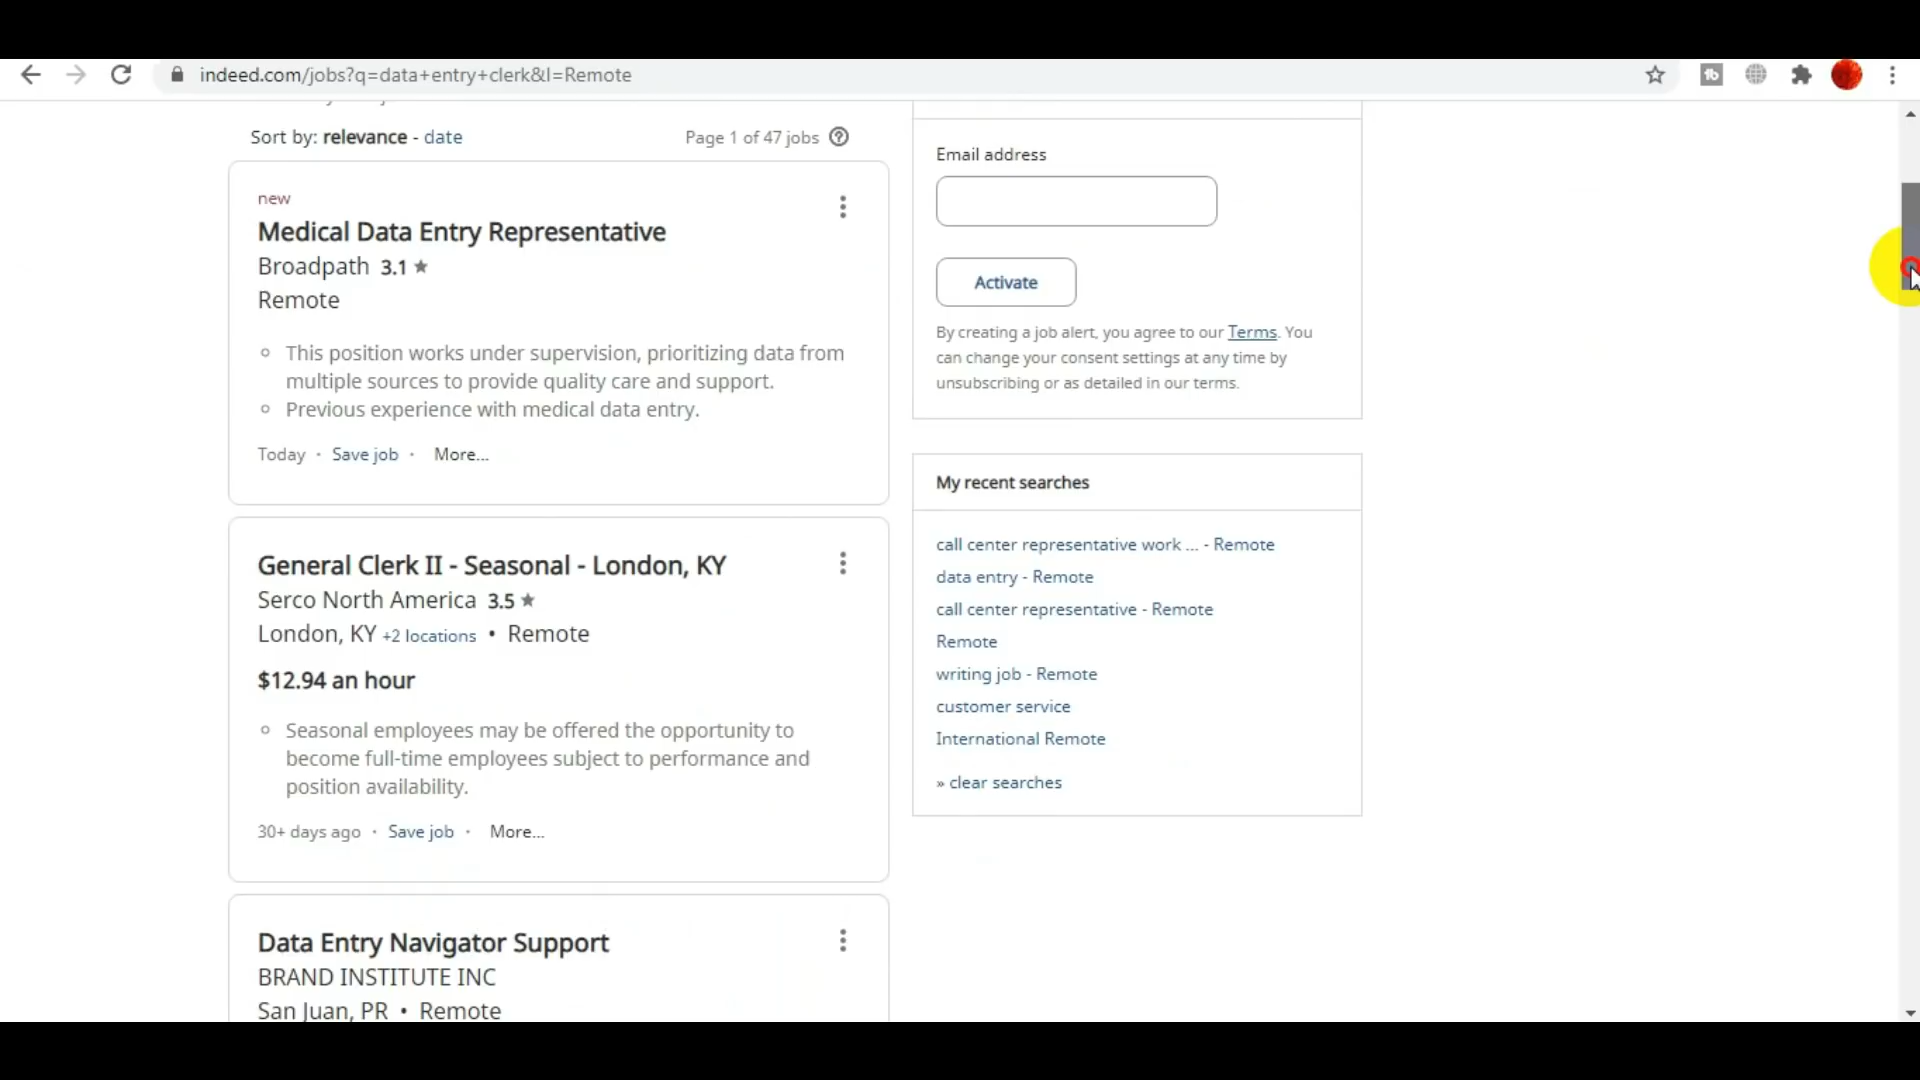 indeed.com/jobs?q=data+entry+clerk&l=Remote
Sort by: relevance - date
Page 1 of 47 jobs
new
Medical Data Entry Representative
Broadpath 3.1
Remote
This position works under supervision, prioritizing data from
multiple sources to provide quality care and support.
Previous experience with medical data entry.
Today · Save job · More...
General Clerk II - Seasonal - London, KY
Serco North America 3.5
London, KY +2 locations • Remote
$12.94 an hour
Seasonal employees may be offered the opportunity to
become full-time employees subject to performance and
position availability.
30+ days ago · Save job · More...
Data Entry Navigator Support
BRAND INSTITUTE INC
San Juan, PR • Remote
Email address
Activate
By creating a job alert, you agree to our Terms. You
can change your consent settings at any time by
unsubscribing or as detailed in our terms.
My recent searches
call center representative work ... - Remote
data entry - Remote
call center representative - Remote
Remote
writing job - Remote
customer service
International Remote
» clear searches